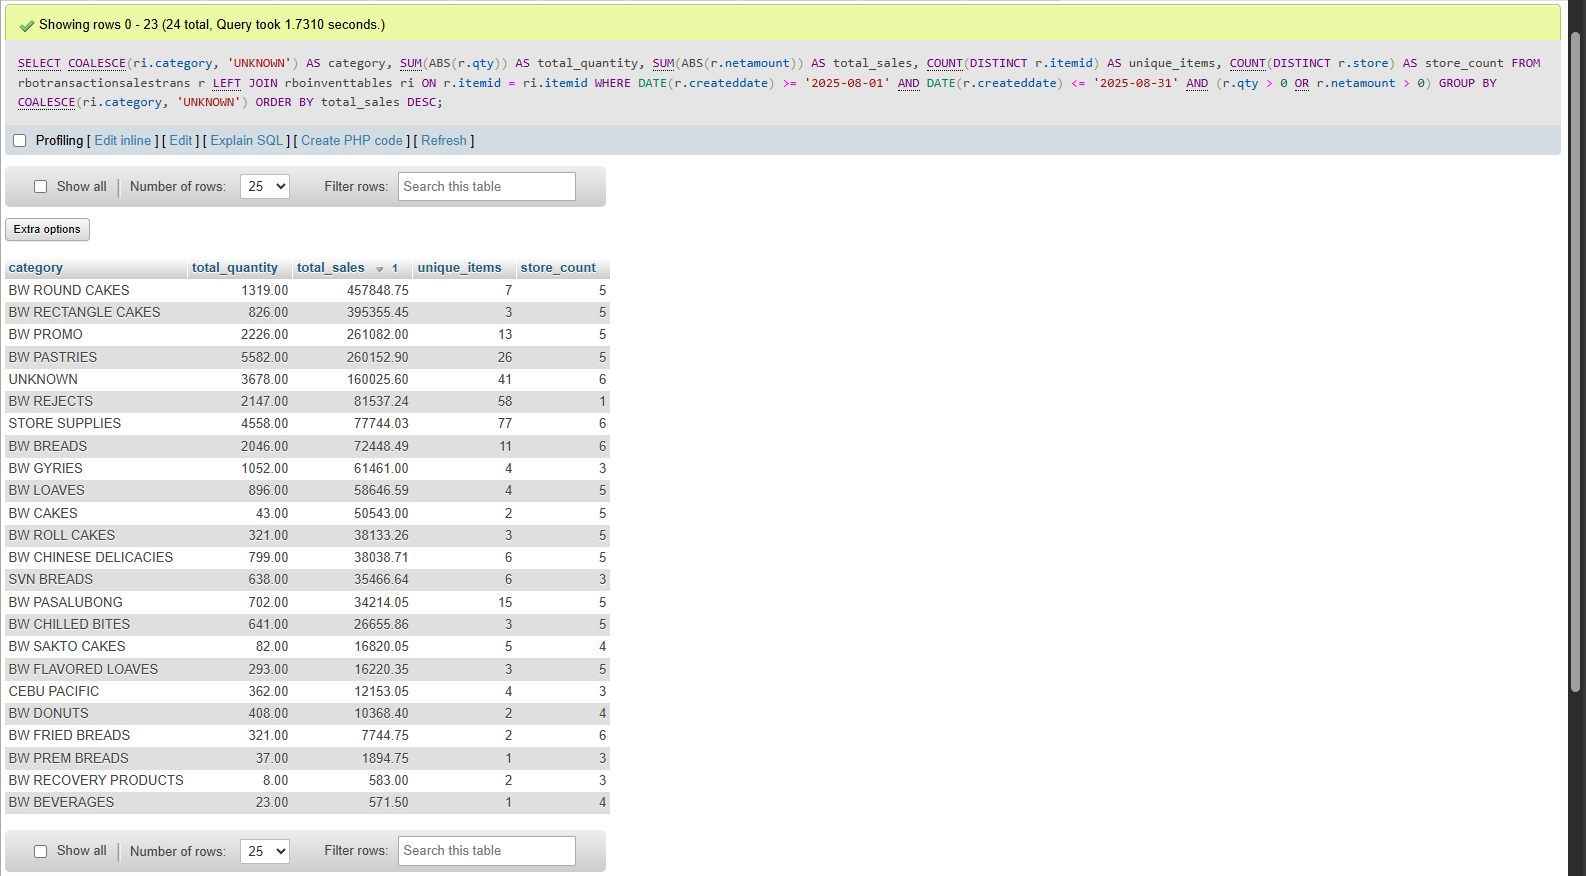 Showing rows 0 - 23 (24 total, Query took 1.7310 seconds.)
SELECT COALESCE(ri.category, 'UNKNOWN') AS category, SUM(ABS(r.qty)) AS total_quantity, SUM(ABS(r.netamount)) AS total_sales, COUNT(DISTINCT r.itemid) AS unique_items, COUNT(DISTINCT r.store) AS store_count FROM
rbotransactionsalestrans r LEFT JOIN rboinventtables ri ON r.itemid = ri.itemid WHERE DATE(r.createddate) >= '2025-08-01' AND DATE(r.createddate) <= '2025-08-31' AND (r.qty > 0 OR r.netamount > 0) GROUP BY
COALESCE(ri.category, 'UNKNOWN') ORDER BY total_sales DESC;
Profiling [ Edit inline ] [ Edit ] [ Explain SQL ] [ Create PHP code ] [ Refresh ]
Show all Number of rows: 25 Filter rows: Search this table
Extra options
category total_quantity total_sales 1 unique_items store_count
BW ROUND CAKES 1319.00 457848.75 7 5
BW RECTANGLE CAKES 826.00 395355.45 3 5
BW PROMO 2226.00 261082.00 13 5
BW PASTRIES 5582.00 260152.90 26 5
UNKNOWN 3678.00 160025.60 41 6
BW REJECTS 2147.00 81537.24 58 1
STORE SUPPLIES 4558.00 77744.03 77 6
BW BREADS 2046.00 72448.49 11 6
BW GYRIES 1052.00 61461.00 4 3
BW LOAVES 896.00 58646.59 4 5
BW CAKES 43.00 50543.00 2 5
BW ROLL CAKES 321.00 38133.26 3 5
BW CHINESE DELICACIES 799.00 38038.71 6 5
SVN BREADS 638.00 35466.64 6 3
BW PASALUBONG 702.00 34214.05 15 5
BW CHILLED BITES 641.00 26655.86 3 5
BW SAKTO CAKES 82.00 16820.05 5 4
BW FLAVORED LOAVES 293.00 16220.35 3 5
CEBU PACIFIC 362.00 12153.05 4 3
BW DONUTS 408.00 10368.40 2 4
BW FRIED BREADS 321.00 7744.75 2 6
BW PREM BREADS 37.00 1894.75 1 3
BW RECOVERY PRODUCTS 8.00 583.00 2 3
BW BEVERAGES 23.00 571.50 1 4
Show all Number of rows: 25 Filter rows: Search this table